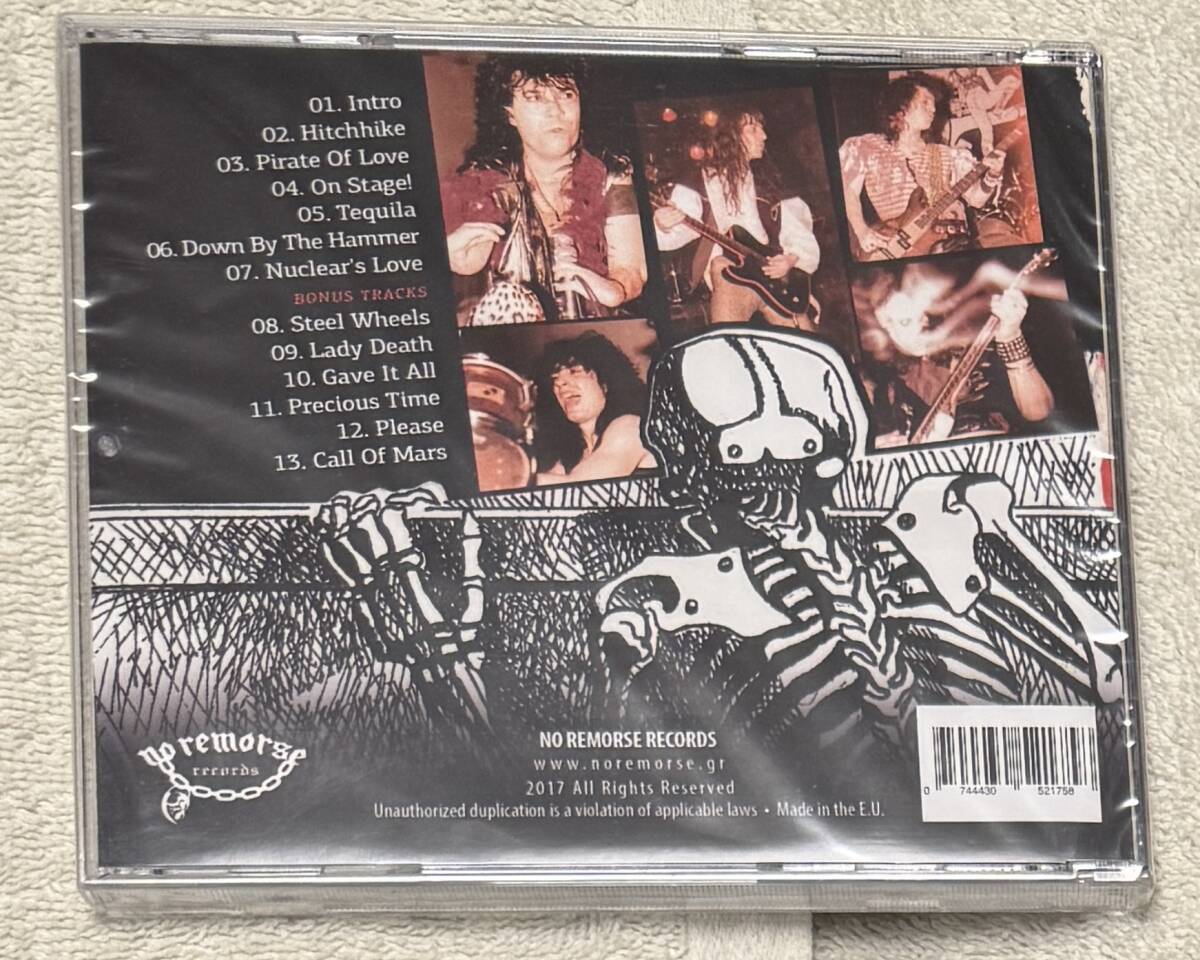 01. Intro
02. Hitchhike
03. Pirate Of Love
04. On Stage!
05. Tequila
06. Down By The Hammer
07. Nuclear's Love
BONUS TRACKS
08. Steel Wheels
09. Lady Death
10. Gave It All
11. Precious Time
12. Please
13. Call Of Mars
no remorse
records
NO REMORSE RECORDS
www.noremorse.gr
2017 All Rights Reserved
Unauthorized duplication is a violation of applicable laws • Made in the E.U.
0 744430 521758